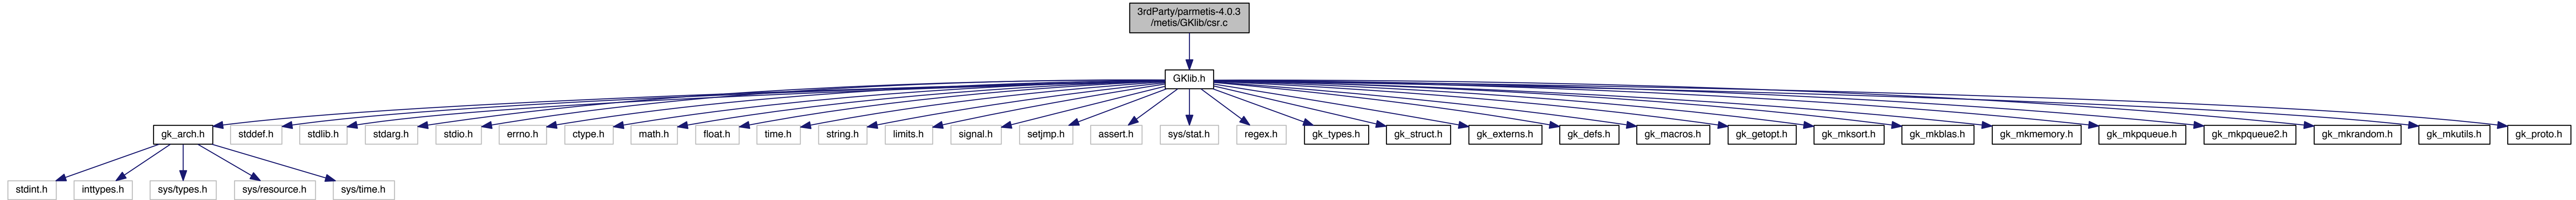 3rdParty/parmetis-4.0.3
/metis/GKlib/csr.c
GKlib.h
gk_arch.h
stddef.h
stdlib.h
stdarg.h
stdio.h
errno.h
ctype.h
math.h
float.h
time.h
string.h
limits.h
signal.h
setjmp.h
assert.h
sys/stat.h
regex.h
gk_types.h
gk_struct.h
gk_externs.h
gk_defs.h
gk_macros.h
gk_getopt.h
gk_mksort.h
gk_mkblas.h
gk_mkmemory.h
gk_mkpqueue.h
gk_mkpqueue2.h
gk_mkrandom.h
gk_mkutils.h
gk_proto.h
stdint.h
inttypes.h
sys/types.h
sys/resource.h
sys/time.h